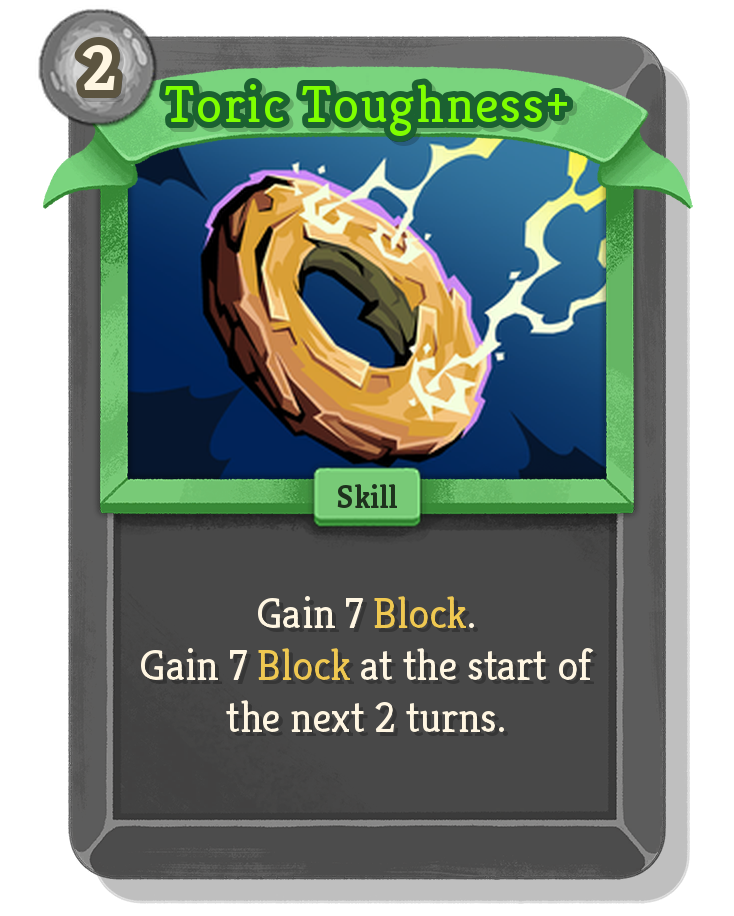 2
Toric Toughness+
Skill
Gain 7 Block.
Gain 7 Block at the start of
the next 2 turns.